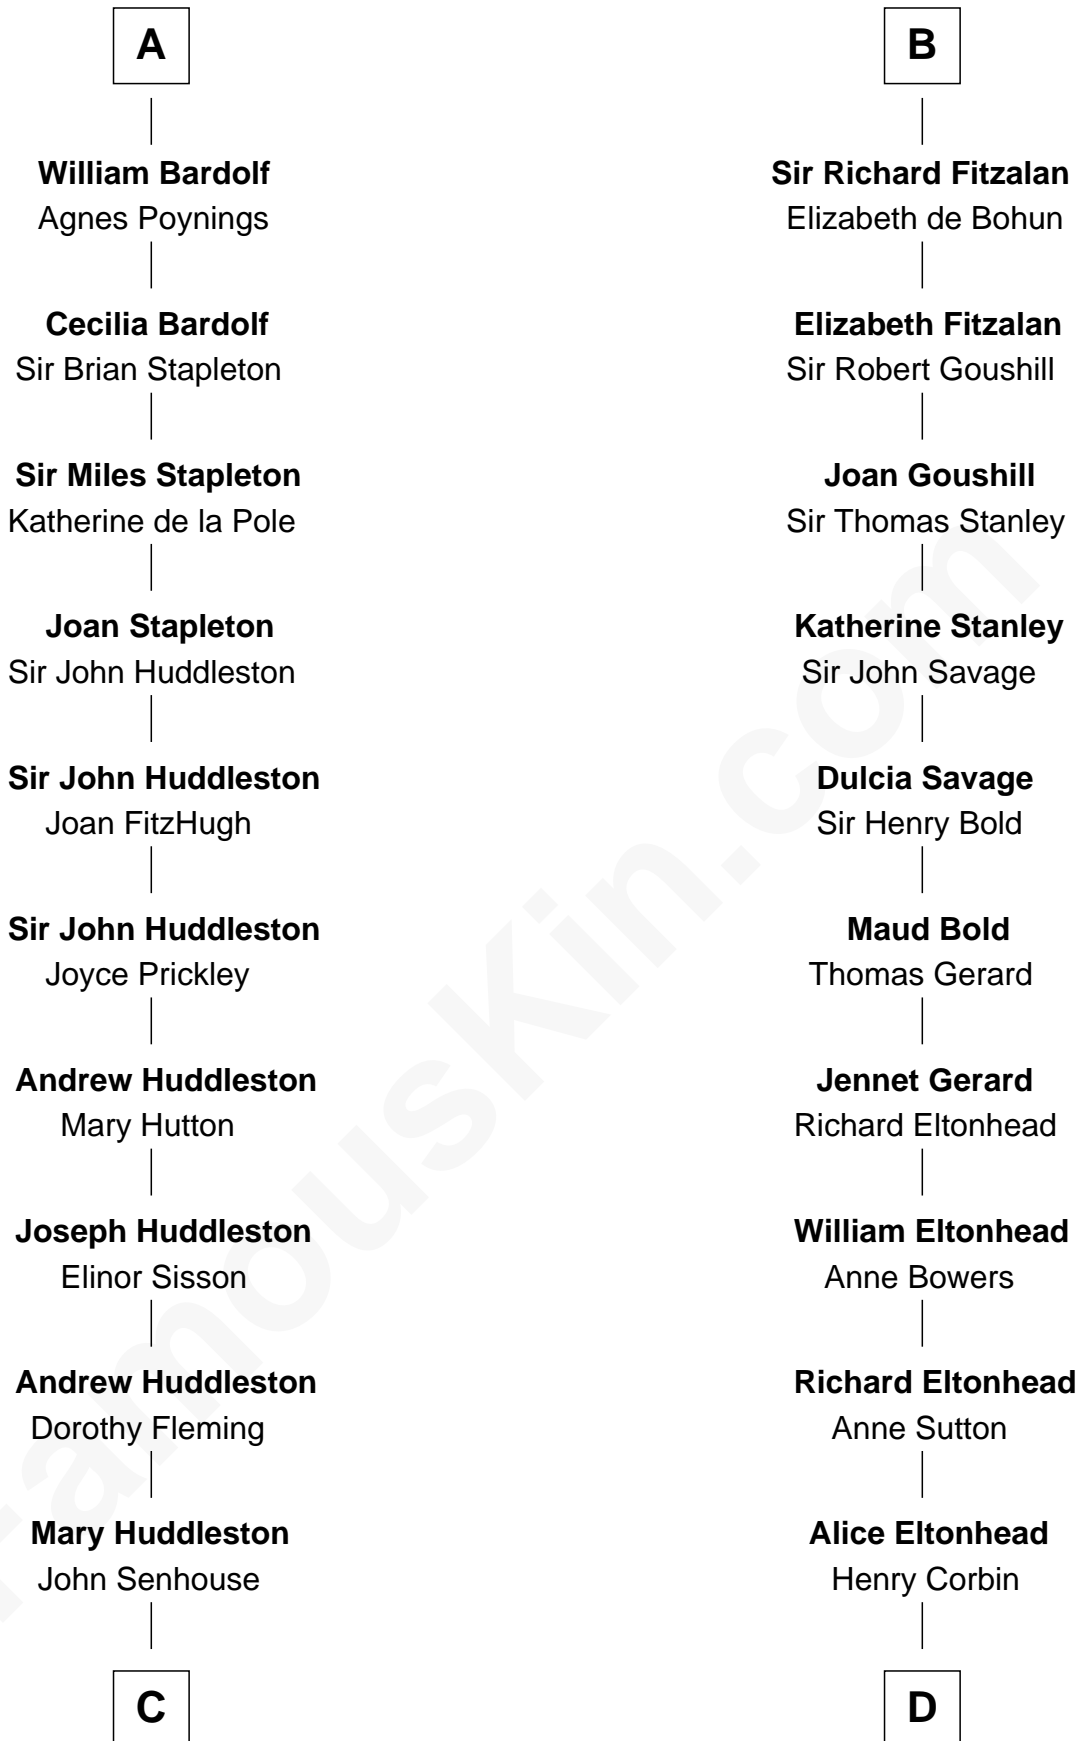 A
William Bardolf
Agnes Poynings
Cecilia Bardolf
Sir Brian Stapleton
Sir Miles Stapleton
Katherine de la Pole
Joan Stapleton
Sir John Huddleston
Sir John Huddleston
Joan FitzHugh
Sir John Huddleston
Joyce Prickley
Andrew Huddleston
Mary Hutton
Joseph Huddleston
Elinor Sisson
Andrew Huddleston
Dorothy Fleming
Mary Huddleston
John Senhouse
C
B
Sir Richard Fitzalan
Elizabeth de Bohun
Elizabeth Fitzalan
Sir Robert Goushill
Joan Goushill
Sir Thomas Stanley
Katherine Stanley
Sir John Savage
Dulcia Savage
Sir Henry Bold
Maud Bold
Thomas Gerard
Jennet Gerard
Richard Eltonhead
William Eltonhead
Anne Bowers
Richard Eltonhead
Anne Sutton
Alice Eltonhead
Henry Corbin
D
FamousKin.com